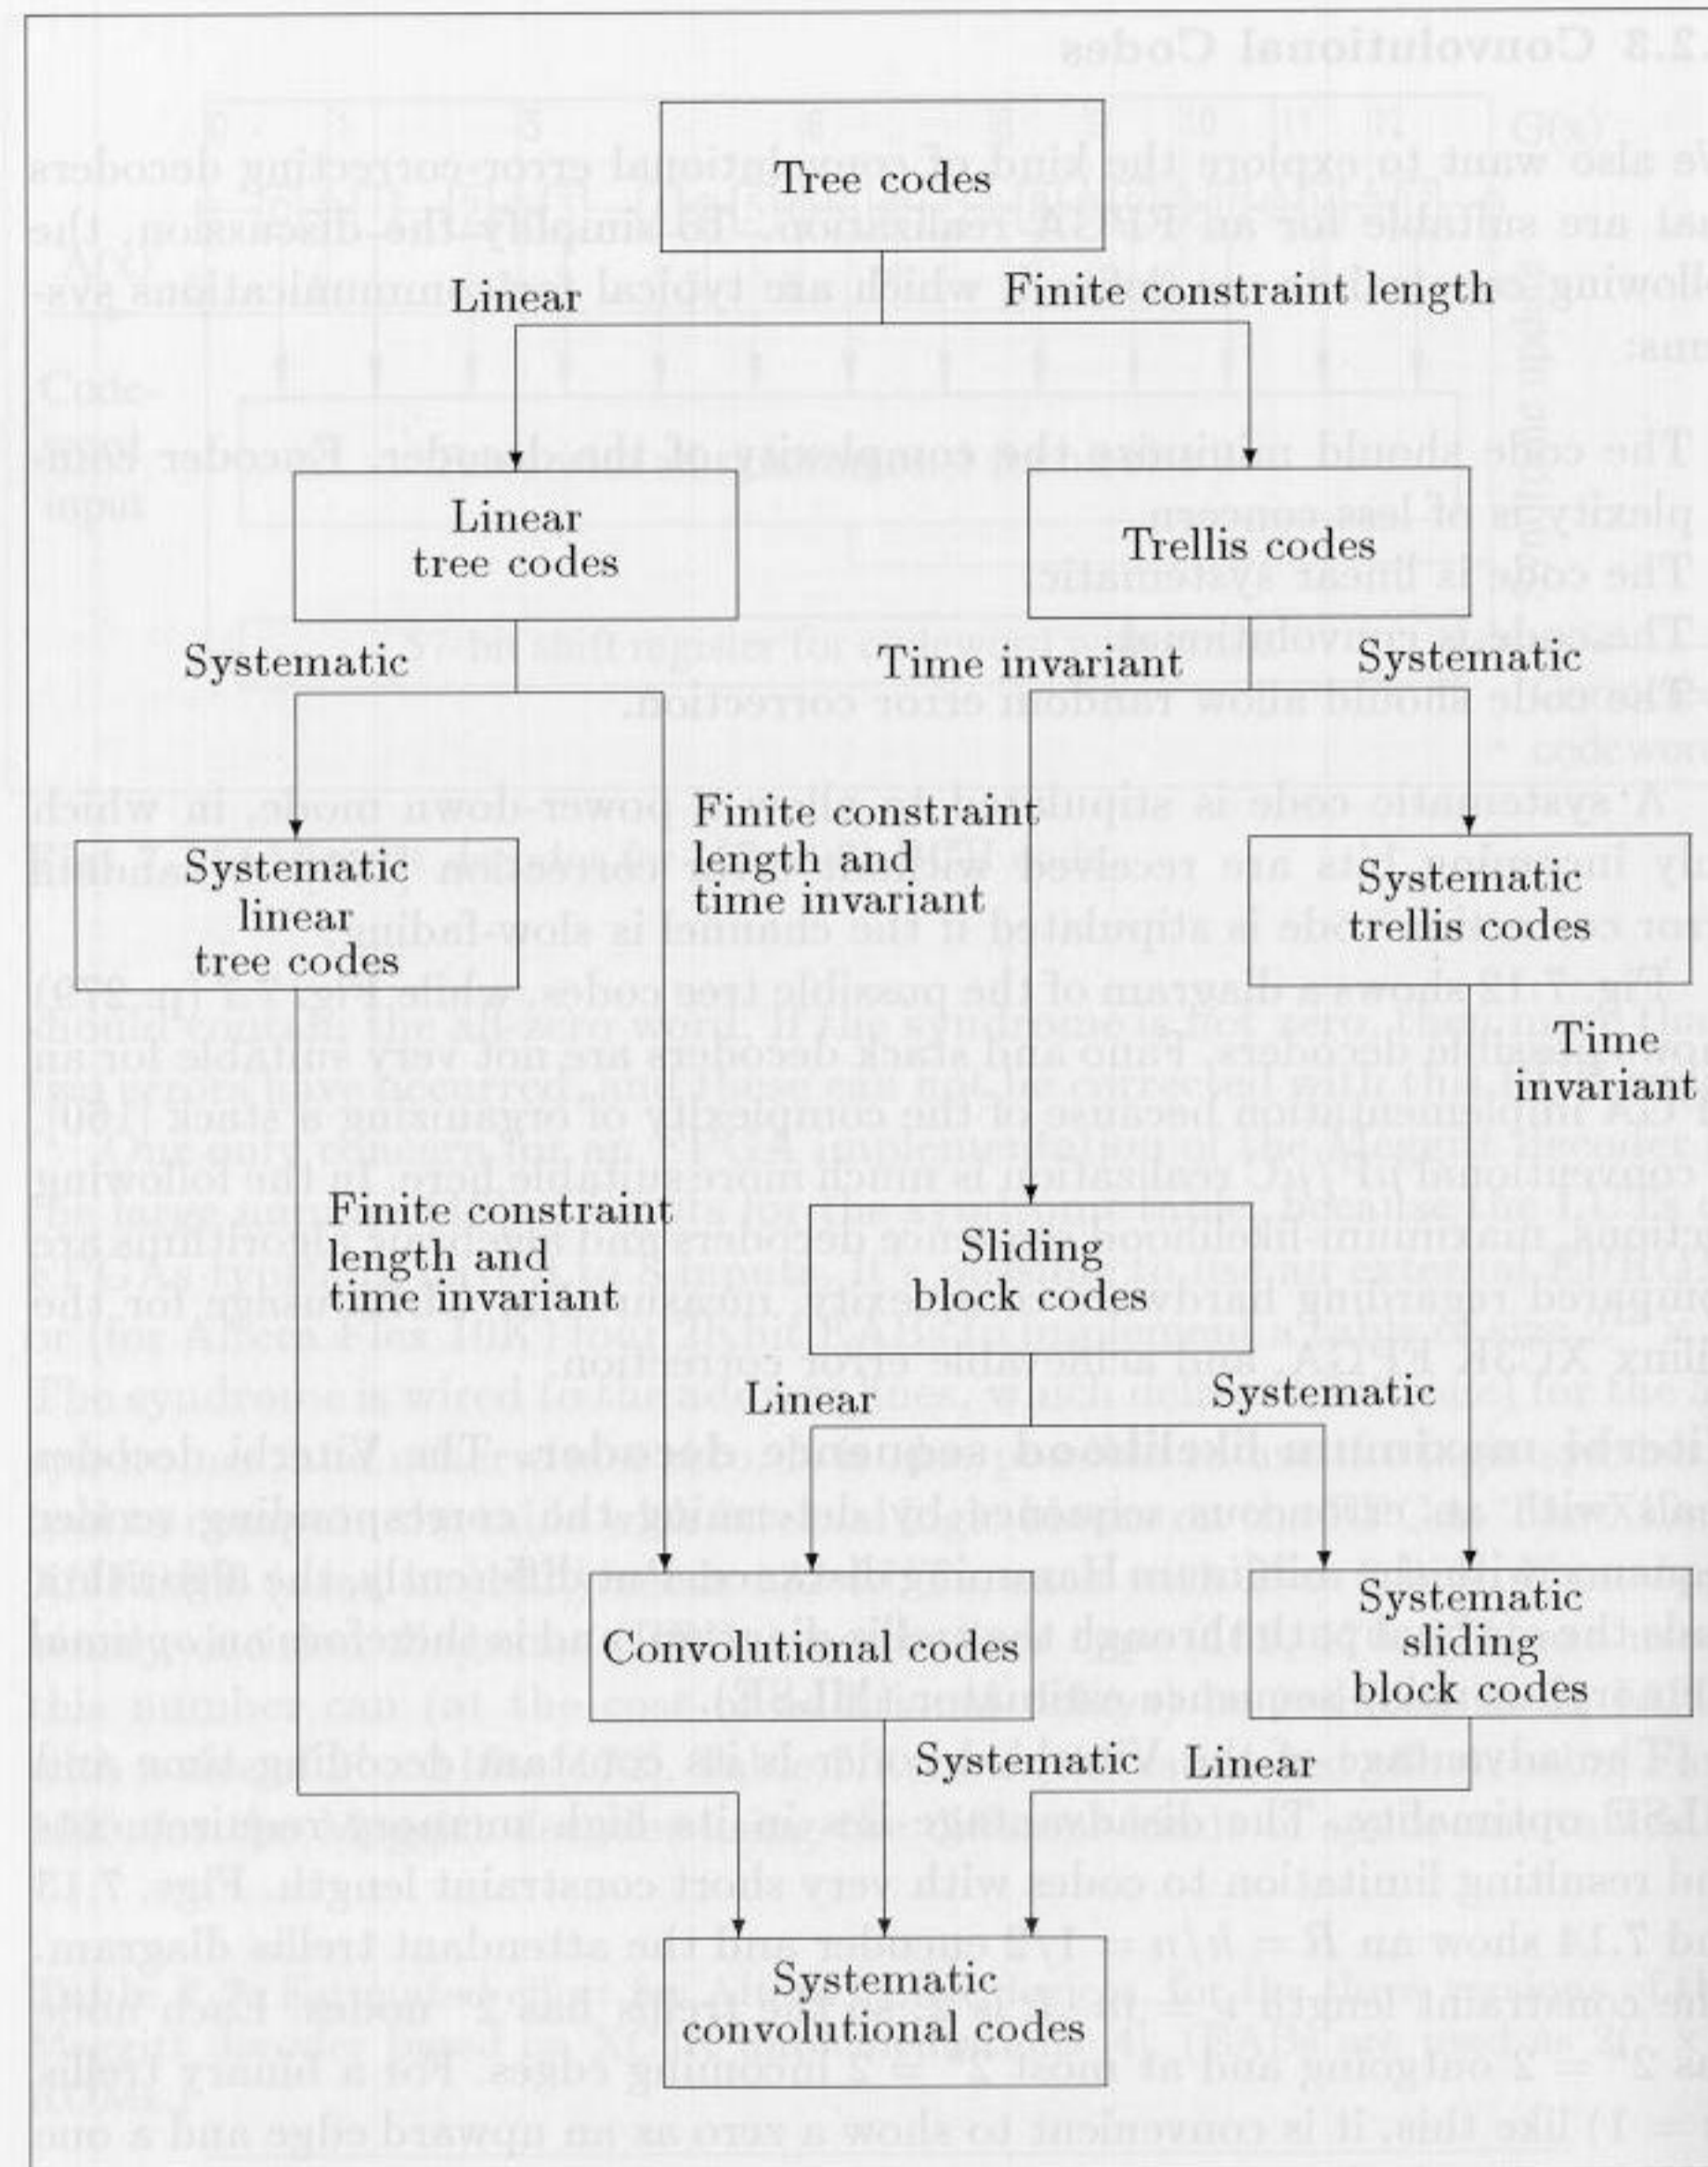 Tree codes
Linear
Finite constraint length
Linear
tree codes
Trellis codes
Systematic
Time invariant
Systematic
Finite constraint
length and
time invariant
Systematic
linear
tree codes
Systematic
trellis codes
Time
invariant
Finite constraint
length and
time invariant
Sliding
block codes
Linear
Systematic
Convolutional codes
Systematic
sliding
block codes
Systematic
Linear
Systematic
convolutional codes